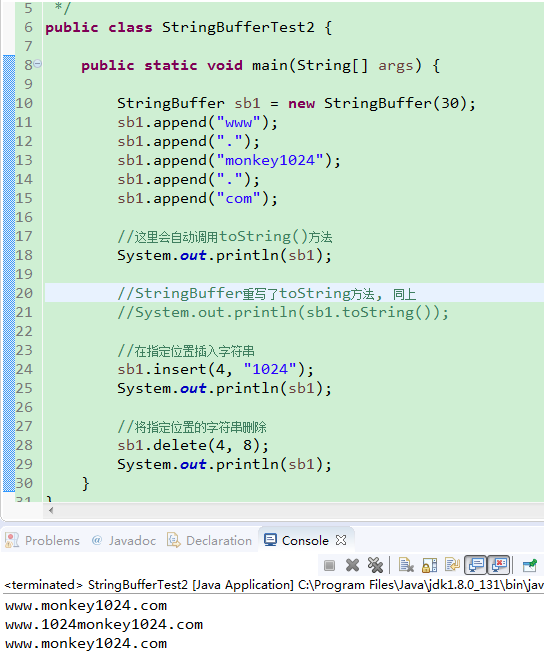 5 */
6 public class StringBufferTest2 {
7
8 public static void main(String[] args) {
9
10 StringBuffer sb1 = new StringBuffer(30);
11 sb1.append("www");
12 sb1.append(".");
13 sb1.append("monkey1024");
14 sb1.append(".");
15 sb1.append("com");
16
17 //这里会自动调用toString()方法
18 System.out.println(sb1);
19
20 //StringBuffer重写了toString方法, 同上
21 //System.out.println(sb1.toString());
22
23 //在指定位置插入字符串
24 sb1.insert(4, "1024");
25 System.out.println(sb1);
26
27 //将指定位置的字符串删除
28 sb1.delete(4, 8);
29 System.out.println(sb1);
30 }
31 }
Problems @ Javadoc Declaration Console
<terminated> StringBufferTest2 [Java Application] C:\Program Files\Java\jdk1.8.0_131\bin\jav
www.monkey1024.com
www.1024monkey1024.com
www.monkey1024.com